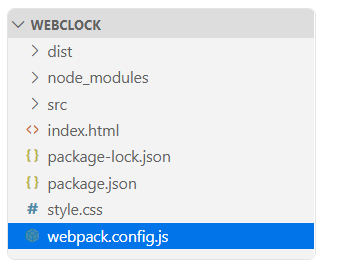 WEBCLOCK
dist
node_modules
src
<> index.html
{} package-lock.json
{} package.json
# style.css
webpack.config.js